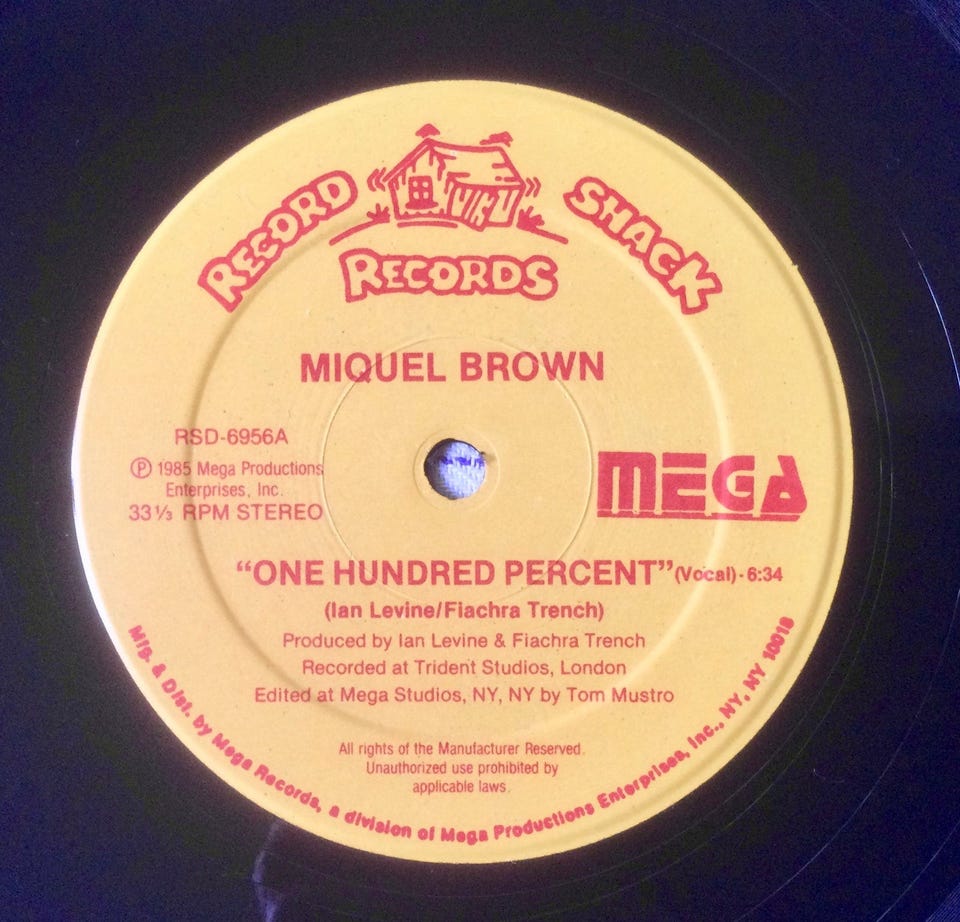 RECORD SHACK
RECORDS
MIQUEL BROWN
RSD-6956A
Ⓟ 1985 Mega Productions
Enterprises, Inc.
33⅓ RPM STEREO
MEGA
“ONE HUNDRED PERCENT” (Vocal) - 6:34
(Ian Levine/Fiachra Trench)
Produced by Ian Levine & Fiachra Trench
Recorded at Trident Studios, London
Edited at Mega Studios, NY, NY by Tom Mustro
All rights of the Manufacturer Reserved.
Unauthorized use prohibited by
applicable laws.
Mfg. & Dist. by Mega Records, a division of Mega Productions Enterprises, Inc., NY, NY 10018